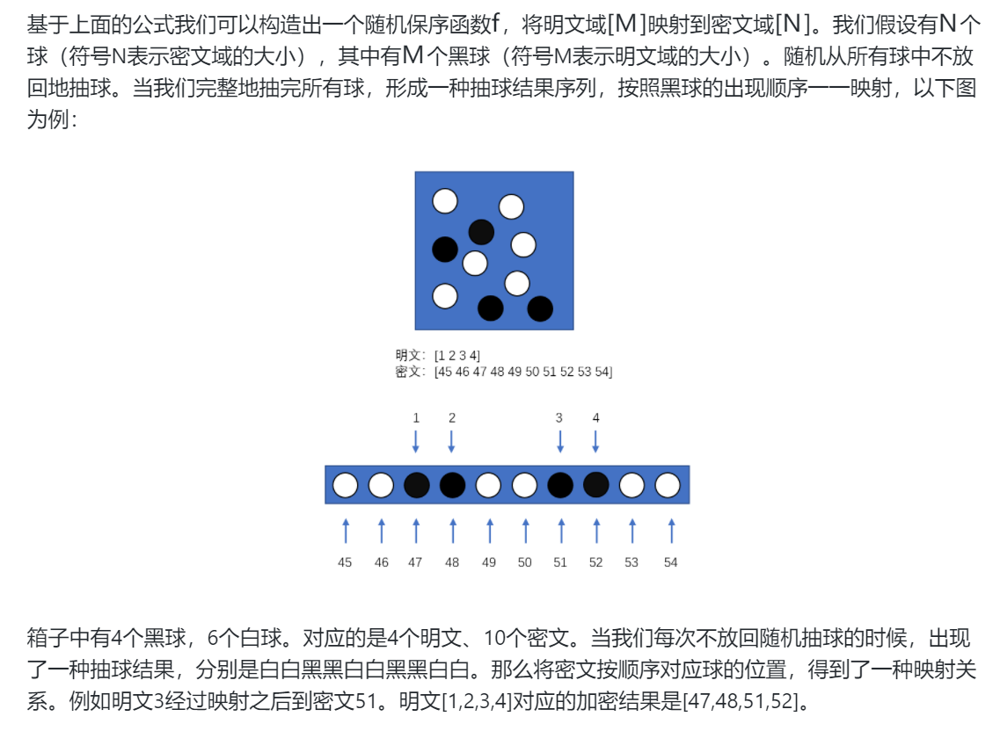 基于上面的公式我们可以构造出一个随机保序函数f，将明文域[M]映射到密文域[N]。我们假设有N个
球（符号N表示密文域的大小），其中有M个黑球（符号M表示明文域的大小）。随机从所有球中不放
回地抽球。当我们完整地抽完所有球，形成一种抽球结果序列，按照黑球的出现顺序一一映射，以下图
为例：
明文：[1 2 3 4]
密文：[45 46 47 48 49 50 51 52 53 54]
1 2 3 4
45 46 47 48 49 50 51 52 53 54
箱子中有4个黑球，6个白球。对应的是4个明文、10个密文。当我们每次不放回随机抽球的时候，出现
了一种抽球结果，分别是白白黑黑白白黑黑白白。那么将密文按顺序对应球的位置，得到了一种映射关
系。例如明文3经过映射之后到密文51。明文[1,2,3,4]对应的加密结果是[47,48,51,52]。